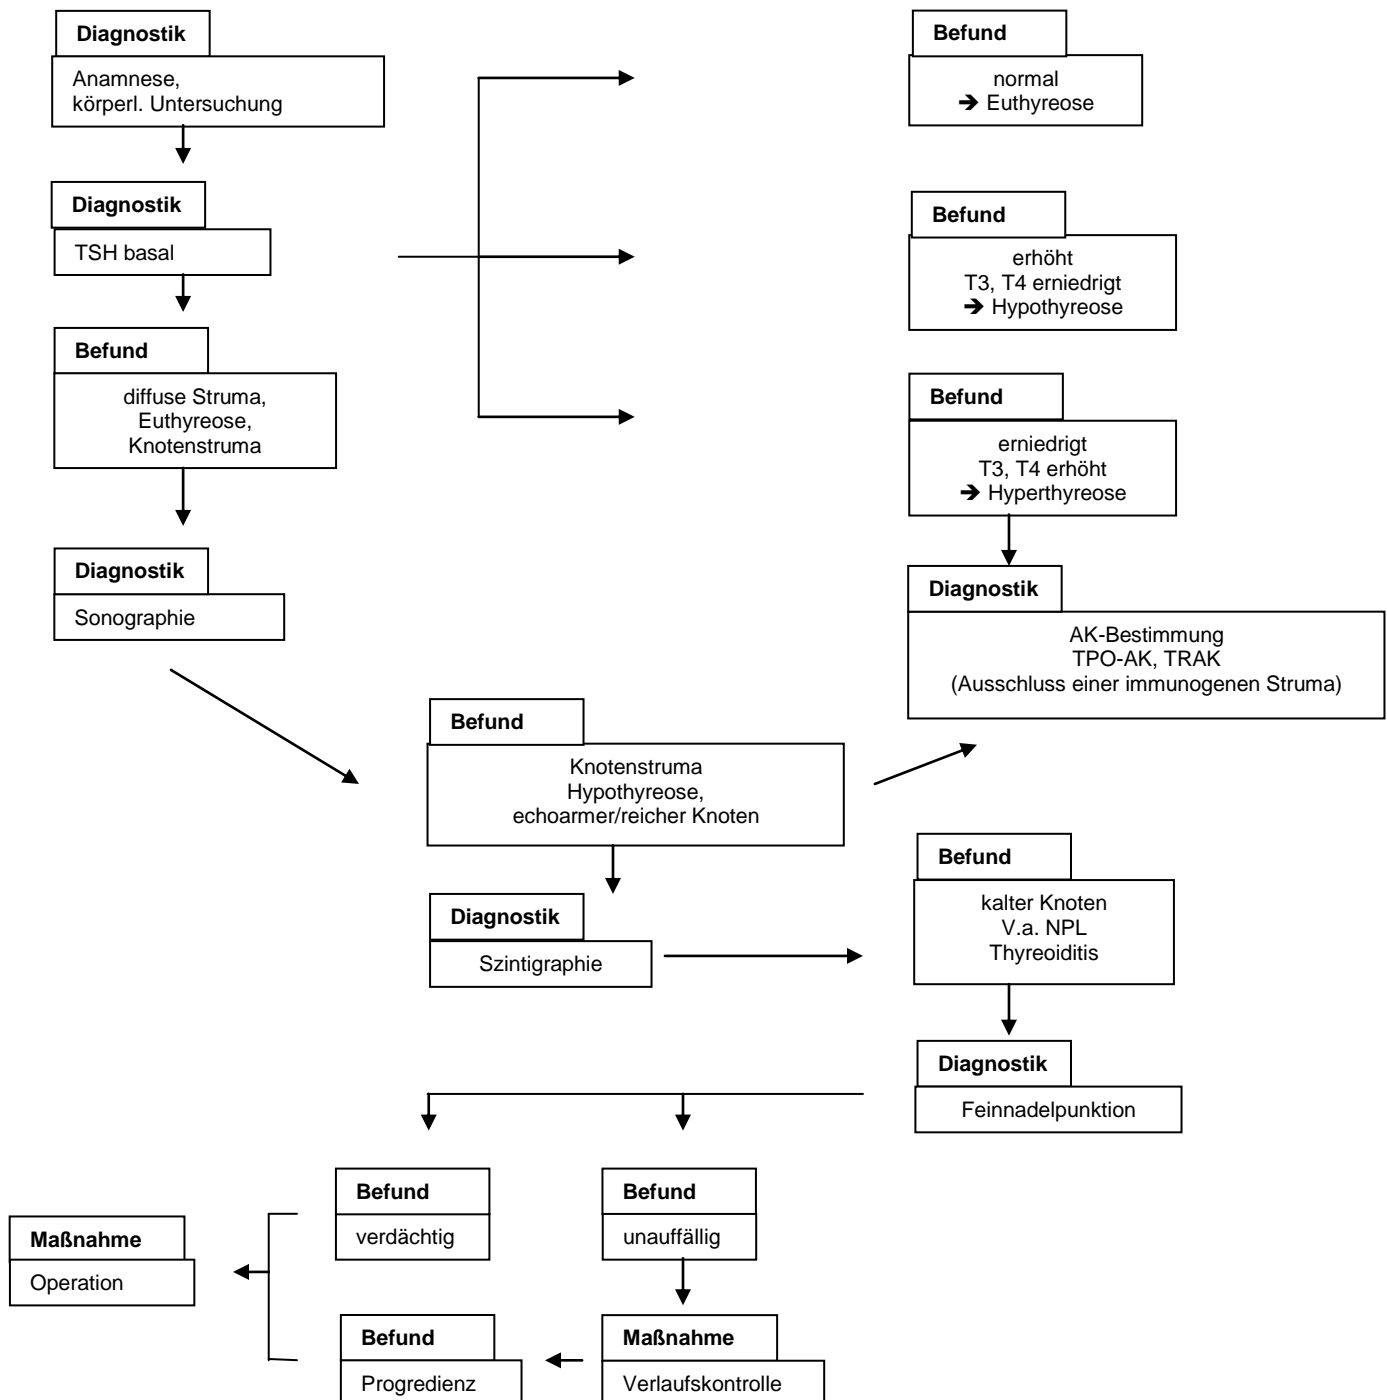 Diagnostik
Anamnese,
körperl. Untersuchung
Diagnostik
TSH basal
Befund
diffuse Struma,
Euthyreose,
Knotenstruma
Diagnostik
Sonographie
Befund
normal
➔ Euthyreose
Befund
erhöht
T3, T4 erniedrigt
➔ Hypothyreose
Befund
erniedrigt
T3, T4 erhöht
➔ Hyperthyreose
Diagnostik
AK-Bestimmung
TPO-AK, TRAK
(Ausschluss einer immunogenen Struma)
Befund
Knotenstruma
Hypothyreose,
echoarmer/reicher Knoten
Diagnostik
Szintigraphie
Befund
kalter Knoten
V.a. NPL
Thyreoiditis
Diagnostik
Feinnadelpunktion
Befund
verdächtig
Befund
unauffällig
Maßnahme
Operation
Befund
Progredienz
Maßnahme
Verlaufskontrolle